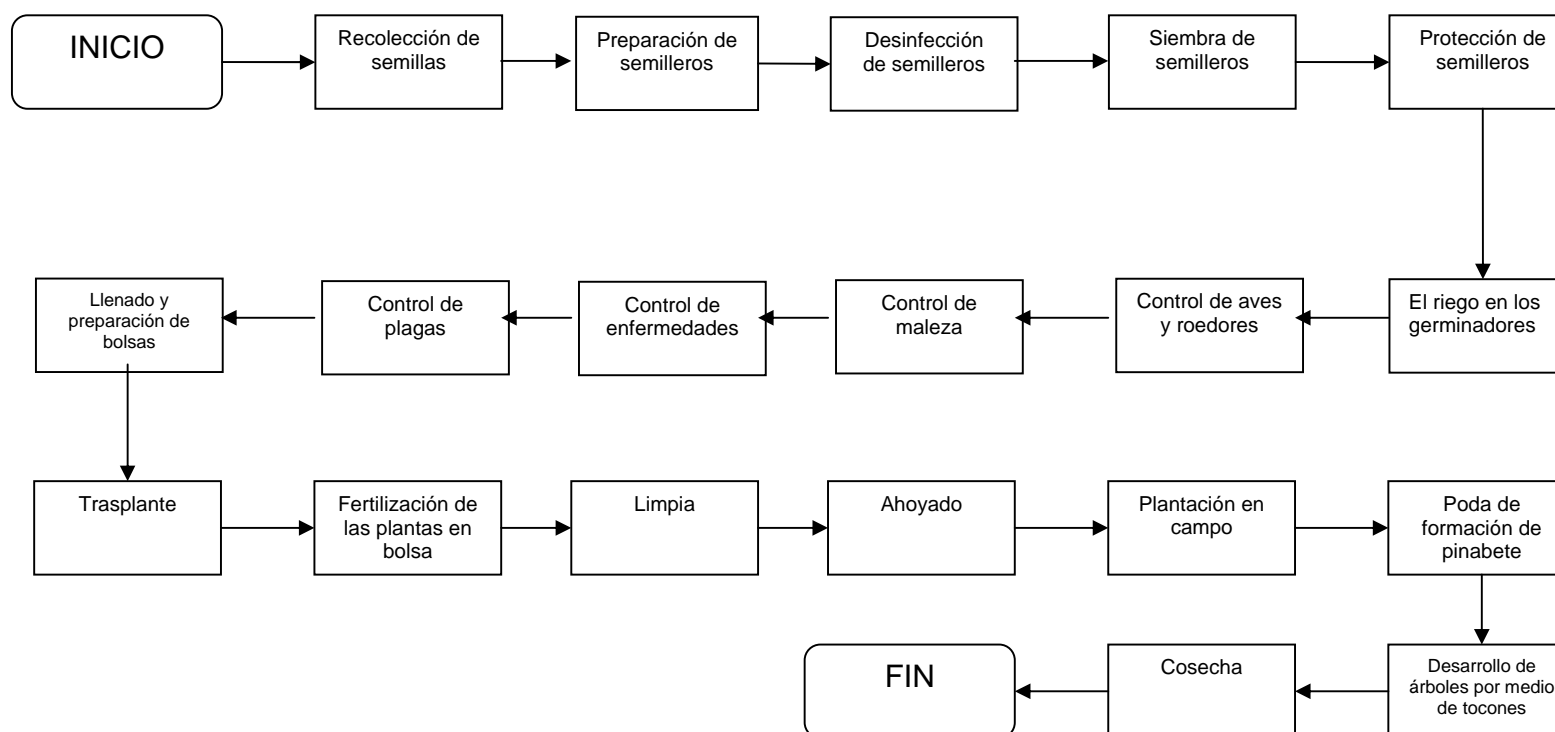 INICIO
Recolección de
semillas
Preparación de
semilleros
Desinfección
de semilleros
Siembra de
semilleros
Protección de
semilleros
El riego en los
germinadores
Control de aves
y roedores
Control de
maleza
Control de
enfermedades
Control de
plagas
Llenado y
preparación de
bolsas
Trasplante
Fertilización de
las plantas en
bolsa
Limpia
Ahoyado
Plantación en
campo
Poda de
formación de
pinabete
Desarrollo de
árboles por medio
de tocones
Cosecha
FIN